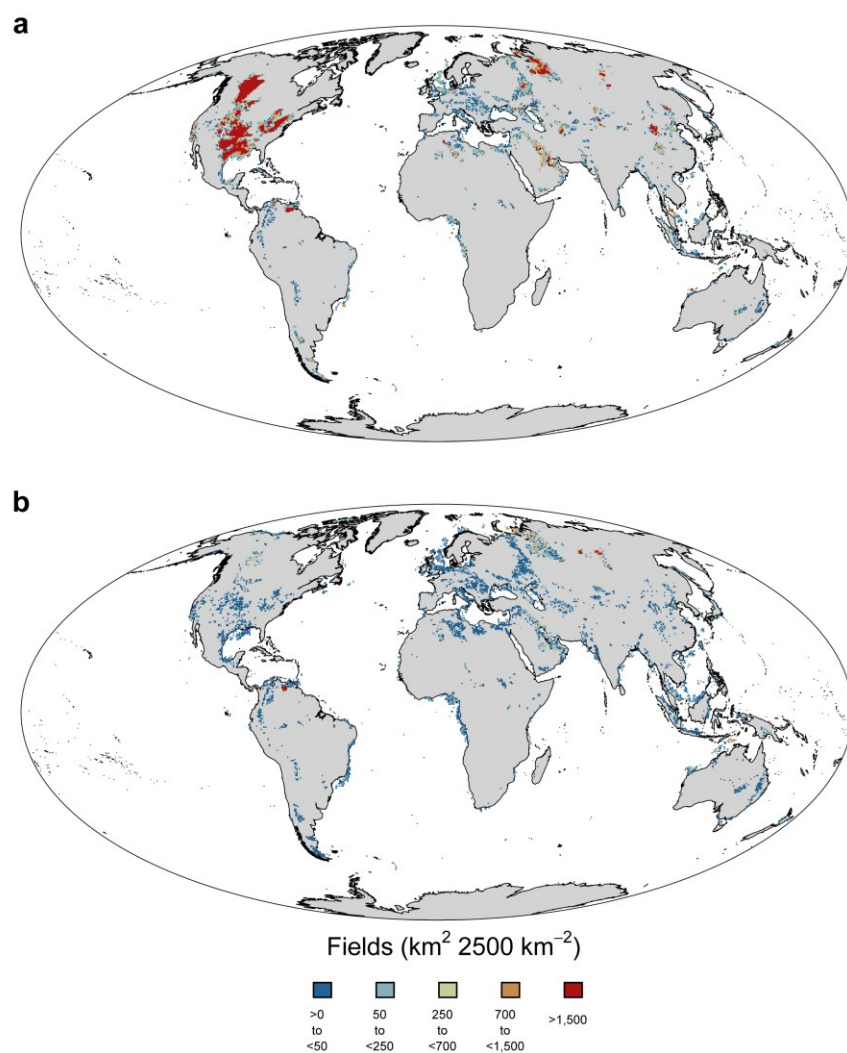 a
b
Fields (km² 2500 km⁻²)
>0 50 250 700 >1,500
to to to to
<50 <250 <700 <1,500